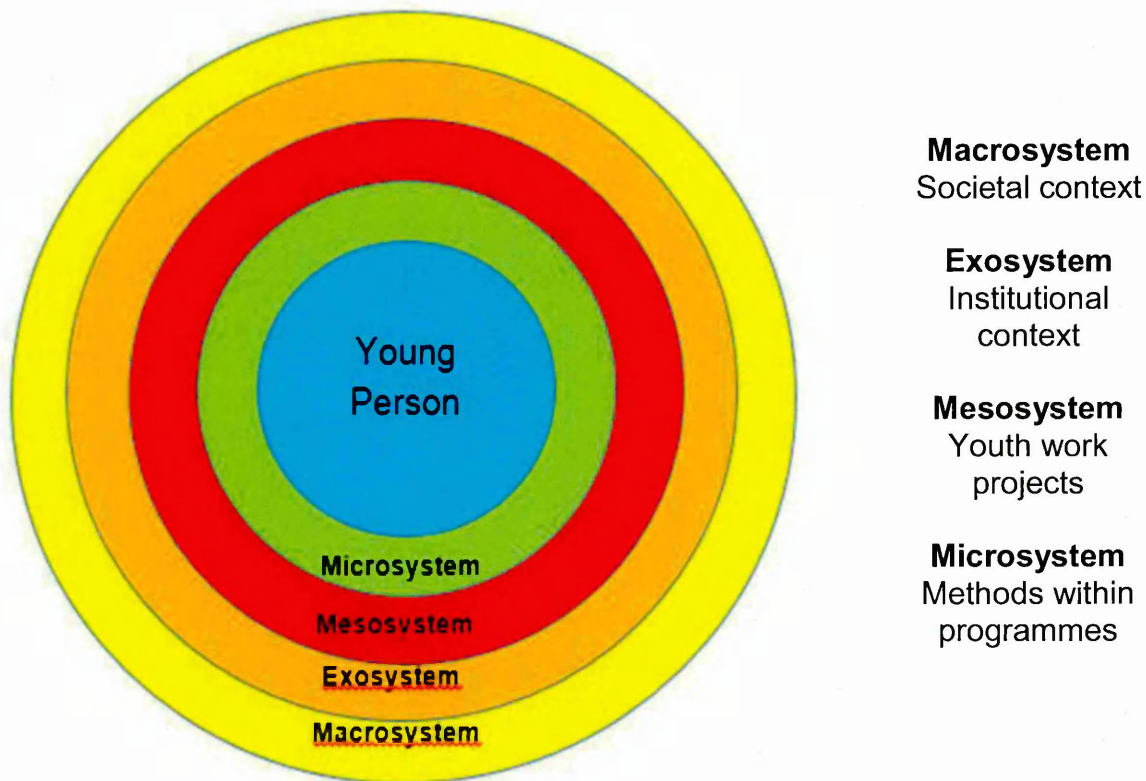 Young
Person
Microsystem
Mesosystem
Exosystem
Macrosystem
Macrosystem
Societal context
Exosystem
Institutional
context
Mesosystem
Youth work
projects
Microsystem
Methods within
programmes